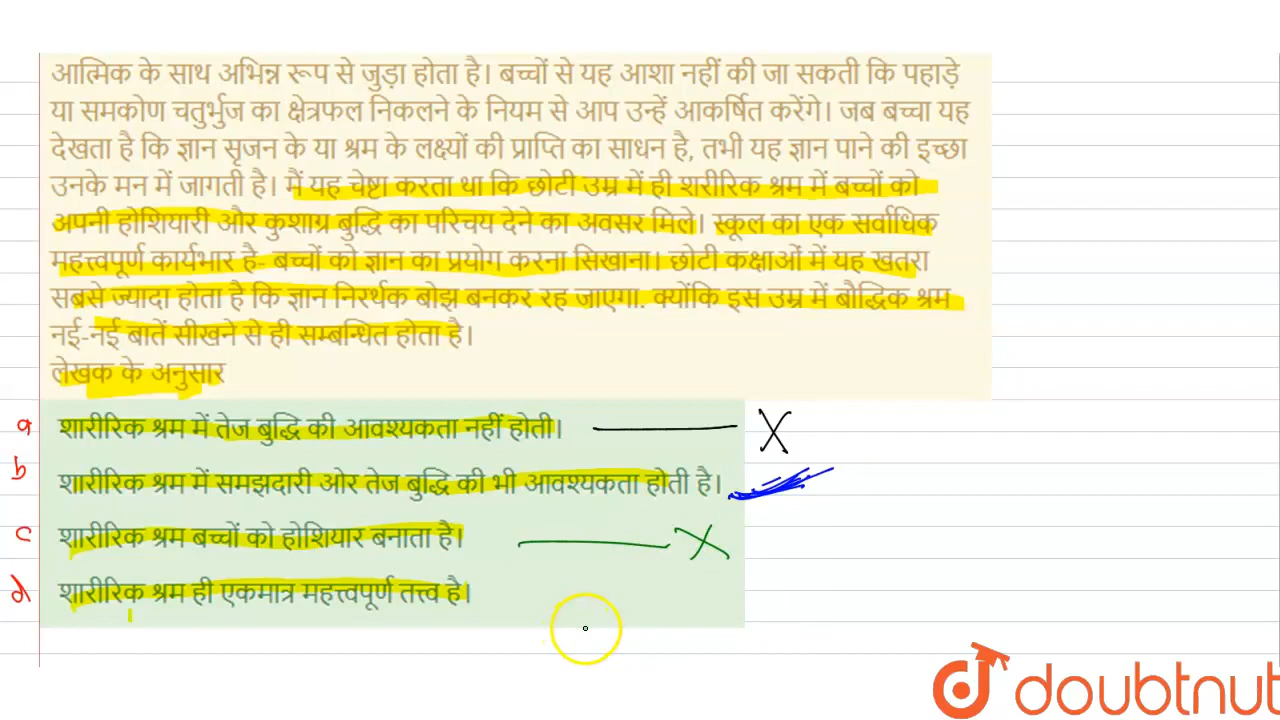 आत्मिक के साथ अभिन्न रूप से जुड़ा होता है। बच्चों से यह आशा नहीं की जा सकती कि पहाड़े
या समकोण चतुर्भुज का क्षेत्रफल निकलने के नियम से आप उन्हें आकर्षित करेंगे। जब बच्चा यह
देखता है कि ज्ञान सृजन के या श्रम के लक्ष्यों की प्राप्ति का साधन है, तभी यह ज्ञान पाने की इच्छा
उनके मन में जागती है। मैं यह चेष्टा करता था कि छोटी उम्र में ही शरीरिक श्रम में बच्चों को
अपनी होशियारी और कुशाग्र बुद्धि का परिचय देने का अवसर मिले। स्कूल का एक सर्वाधिक
महत्त्वपूर्ण कार्यभार है- बच्चों को ज्ञान का प्रयोग करना सिखाना। छोटी कक्षाओं में यह खतरा
सबसे ज्यादा होता है कि ज्ञान निरर्थक बोझ बनकर रह जाएगा. क्योंकि इस उम्र में बौद्धिक श्रम
नई-नई बातें सीखने से ही सम्बन्धित होता है।
लेखक के अनुसार
a शारीरिक श्रम में तेज बुद्धि की आवश्यकता नहीं होती। X
b शारीरिक श्रम में समझदारी ओर तेज बुद्धि की भी आवश्यकता होती है।
c शारीरिक श्रम बच्चों को होशियार बनाता है। X
d शारीरिक श्रम ही एकमात्र महत्त्वपूर्ण तत्त्व है।
doubtnut